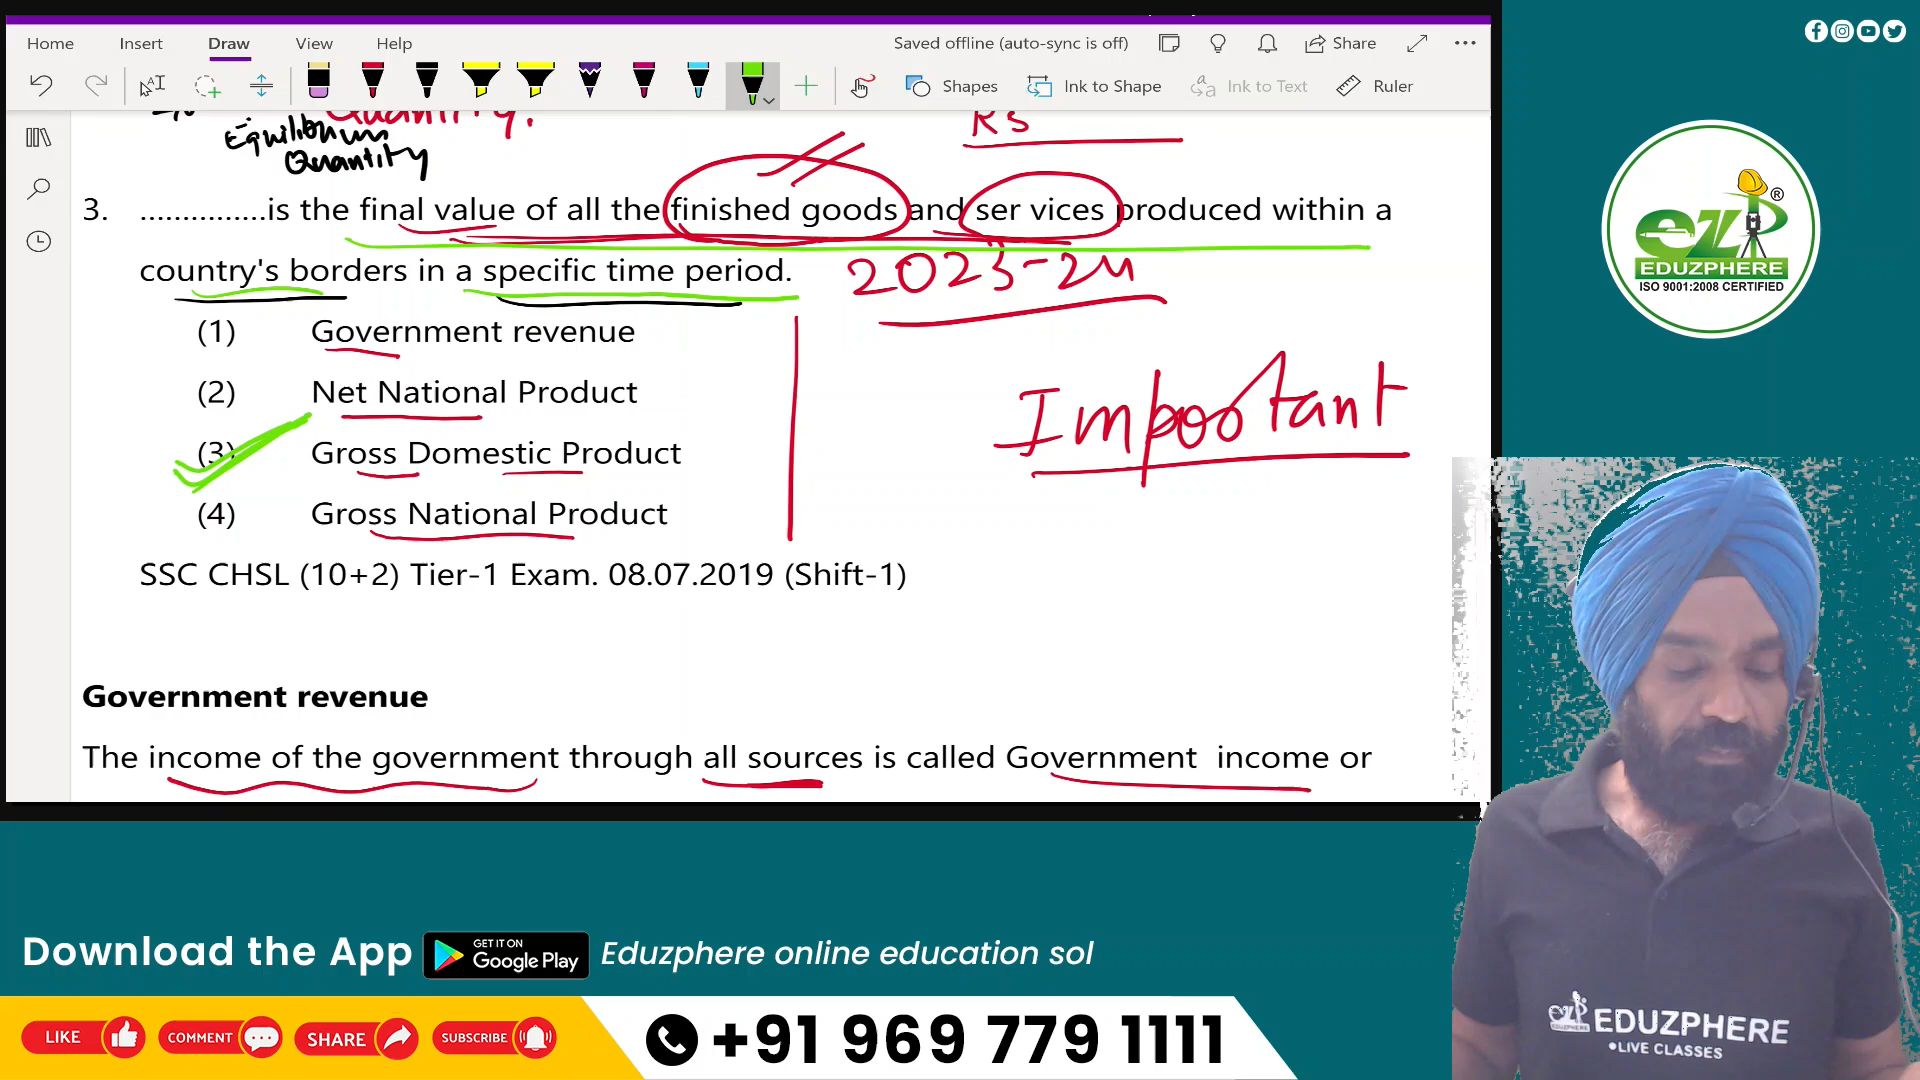 Home Insert Draw View Help Saved offline (auto-sync is off) Share
Shapes Ink to Shape Ink to Text Ruler
Quantity.
Equilibrium
Quantity
RS
3. ...............is the final value of all the finished goods and ser vices produced within a
country's borders in a specific time period. 2023-24
(1) Government revenue
(2) Net National Product
(3) Gross Domestic Product
(4) Gross National Product
Important
SSC CHSL (10+2) Tier-1 Exam. 08.07.2019 (Shift-1)
Government revenue
The income of the government through all sources is called Government income or
ezp ®
EDUZPHERE
ISO 9001:2008 CERTIFIED
Download the App GET IT ON Google Play Eduzphere online education sol
LIKE COMMENT SHARE SUBSCRIBE +91 969 779 1111
EDUZPHERE
LIVE CLASSES